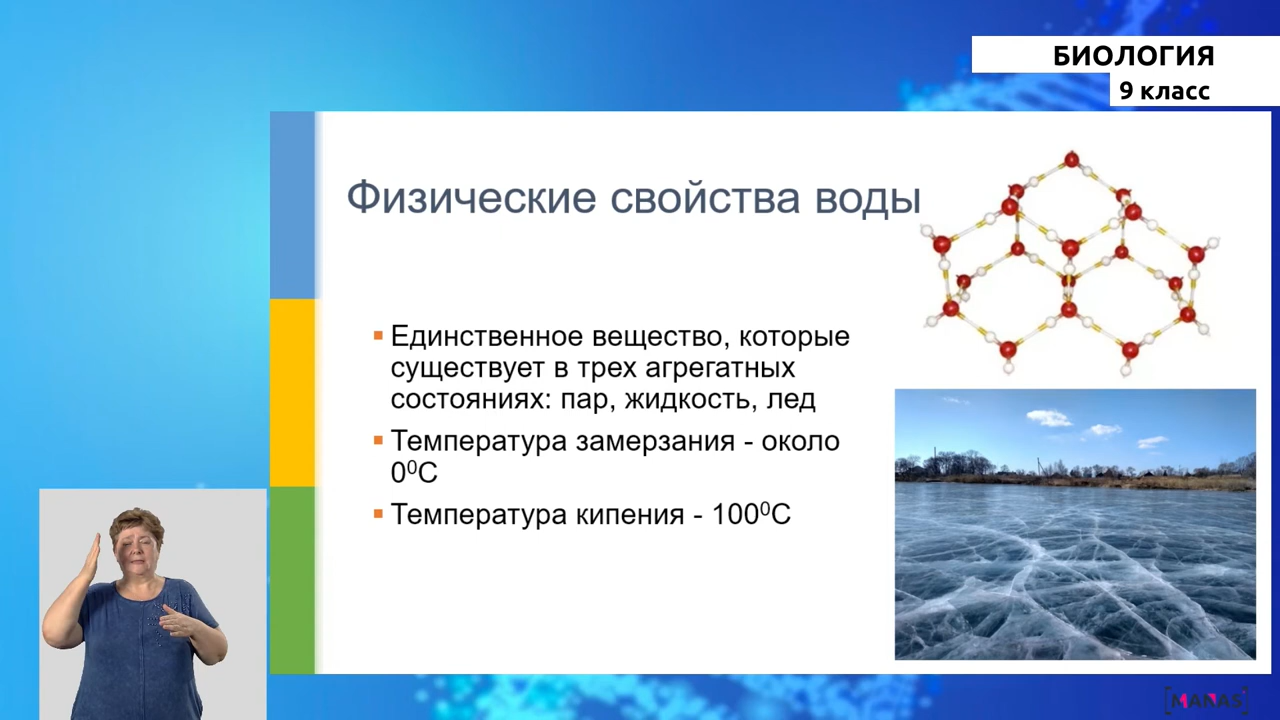 БИОЛОГИЯ
9 класс
Физические свойства воды
▪ Единственное вещество, которые
существует в трех агрегатных
состояниях: пар, жидкость, лед
▪ Температура замерзания - около
0⁰С
▪ Температура кипения - 100⁰С
[MANAS]